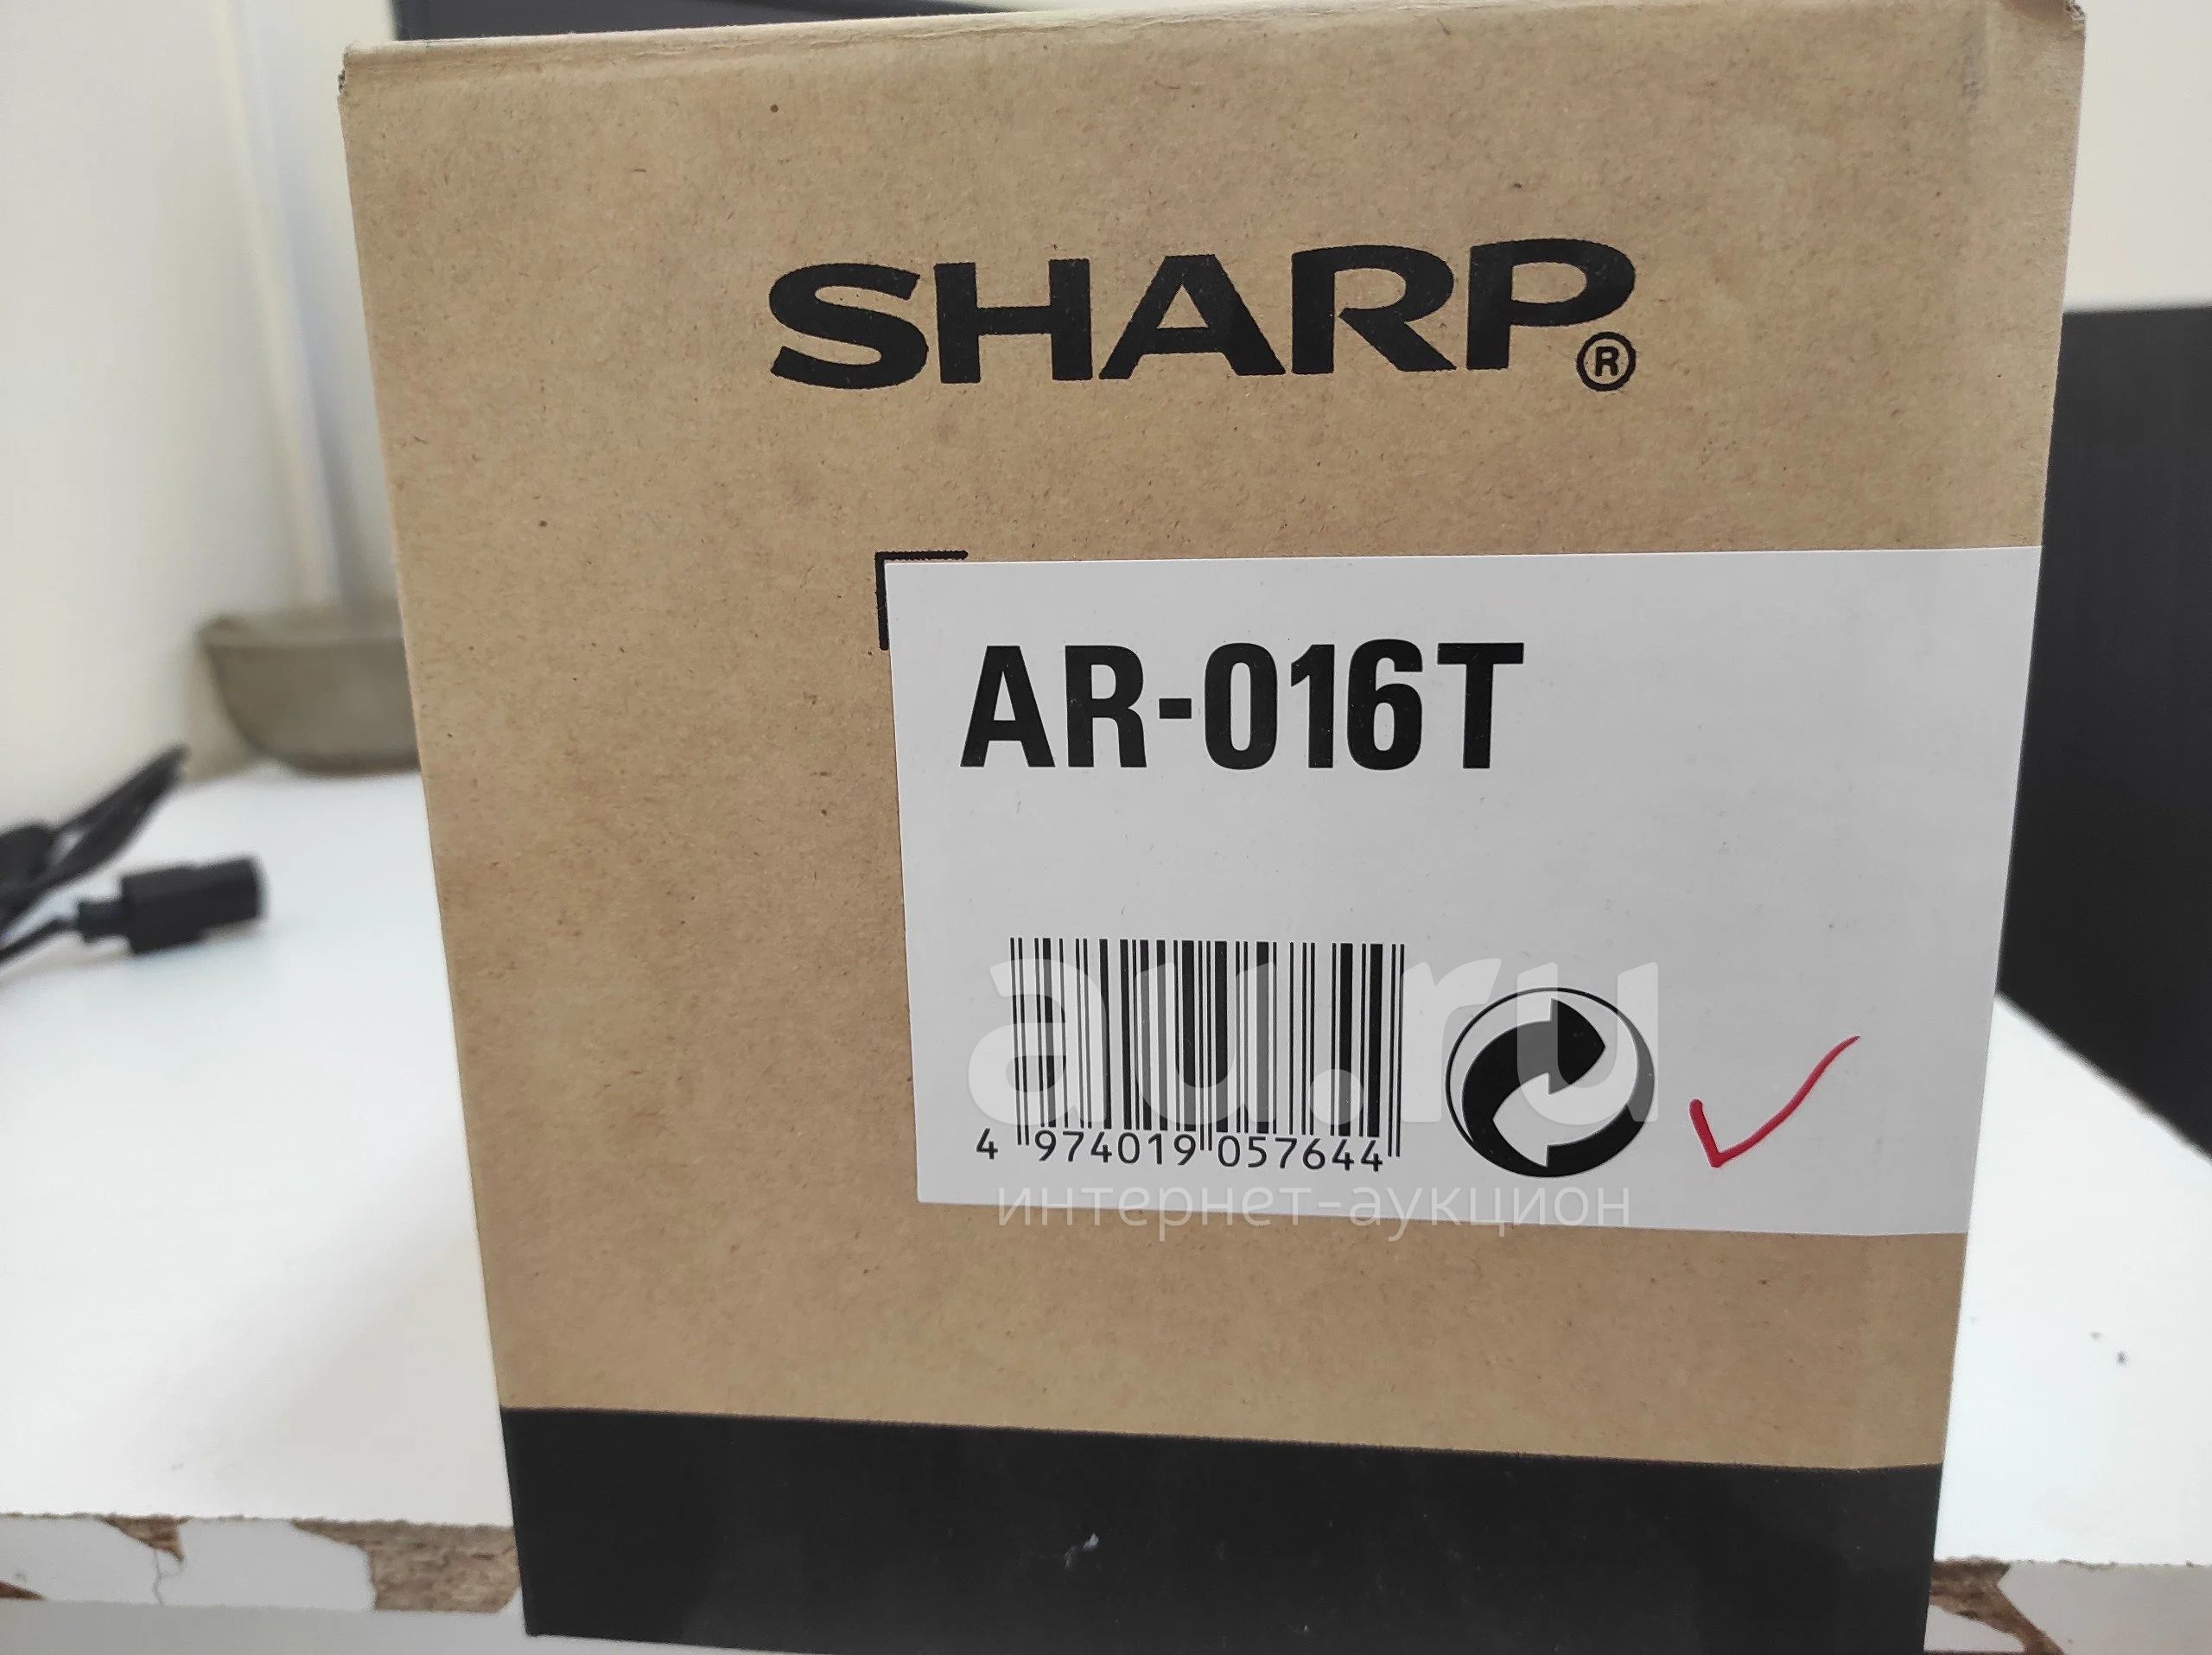 SHARP®
AR-016T
au.ru
4 974019 057644
интернет-аукцион